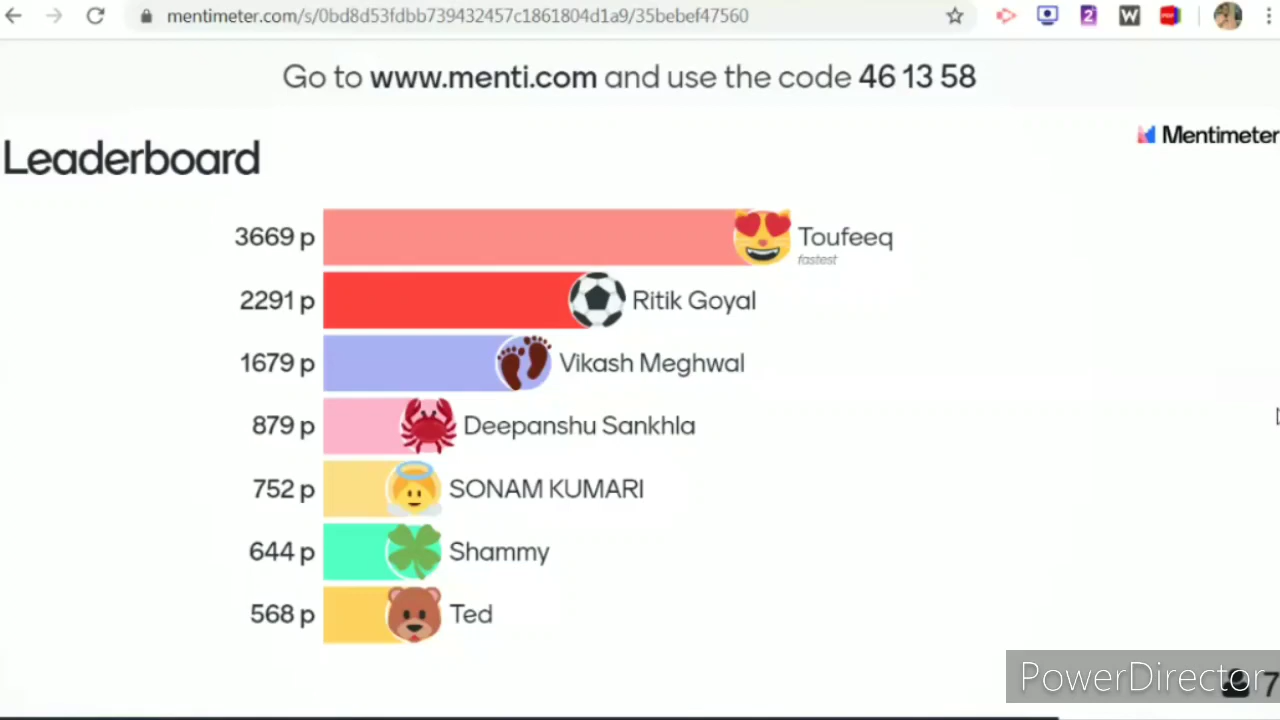 mentimeter.com/s/0bd8d53fdbb739432457c1861804d1a9/35bebef47560
2
W
Go to www.menti.com and use the code 46 13 58
Mentimeter
Leaderboard
3669 p Toufeeq
fastest
2291 p Ritik Goyal
1679 p Vikash Meghwal
879 p Deepanshu Sankhla
752 p SONAM KUMARI
644 p Shammy
568 p Ted
PowerDirector
7